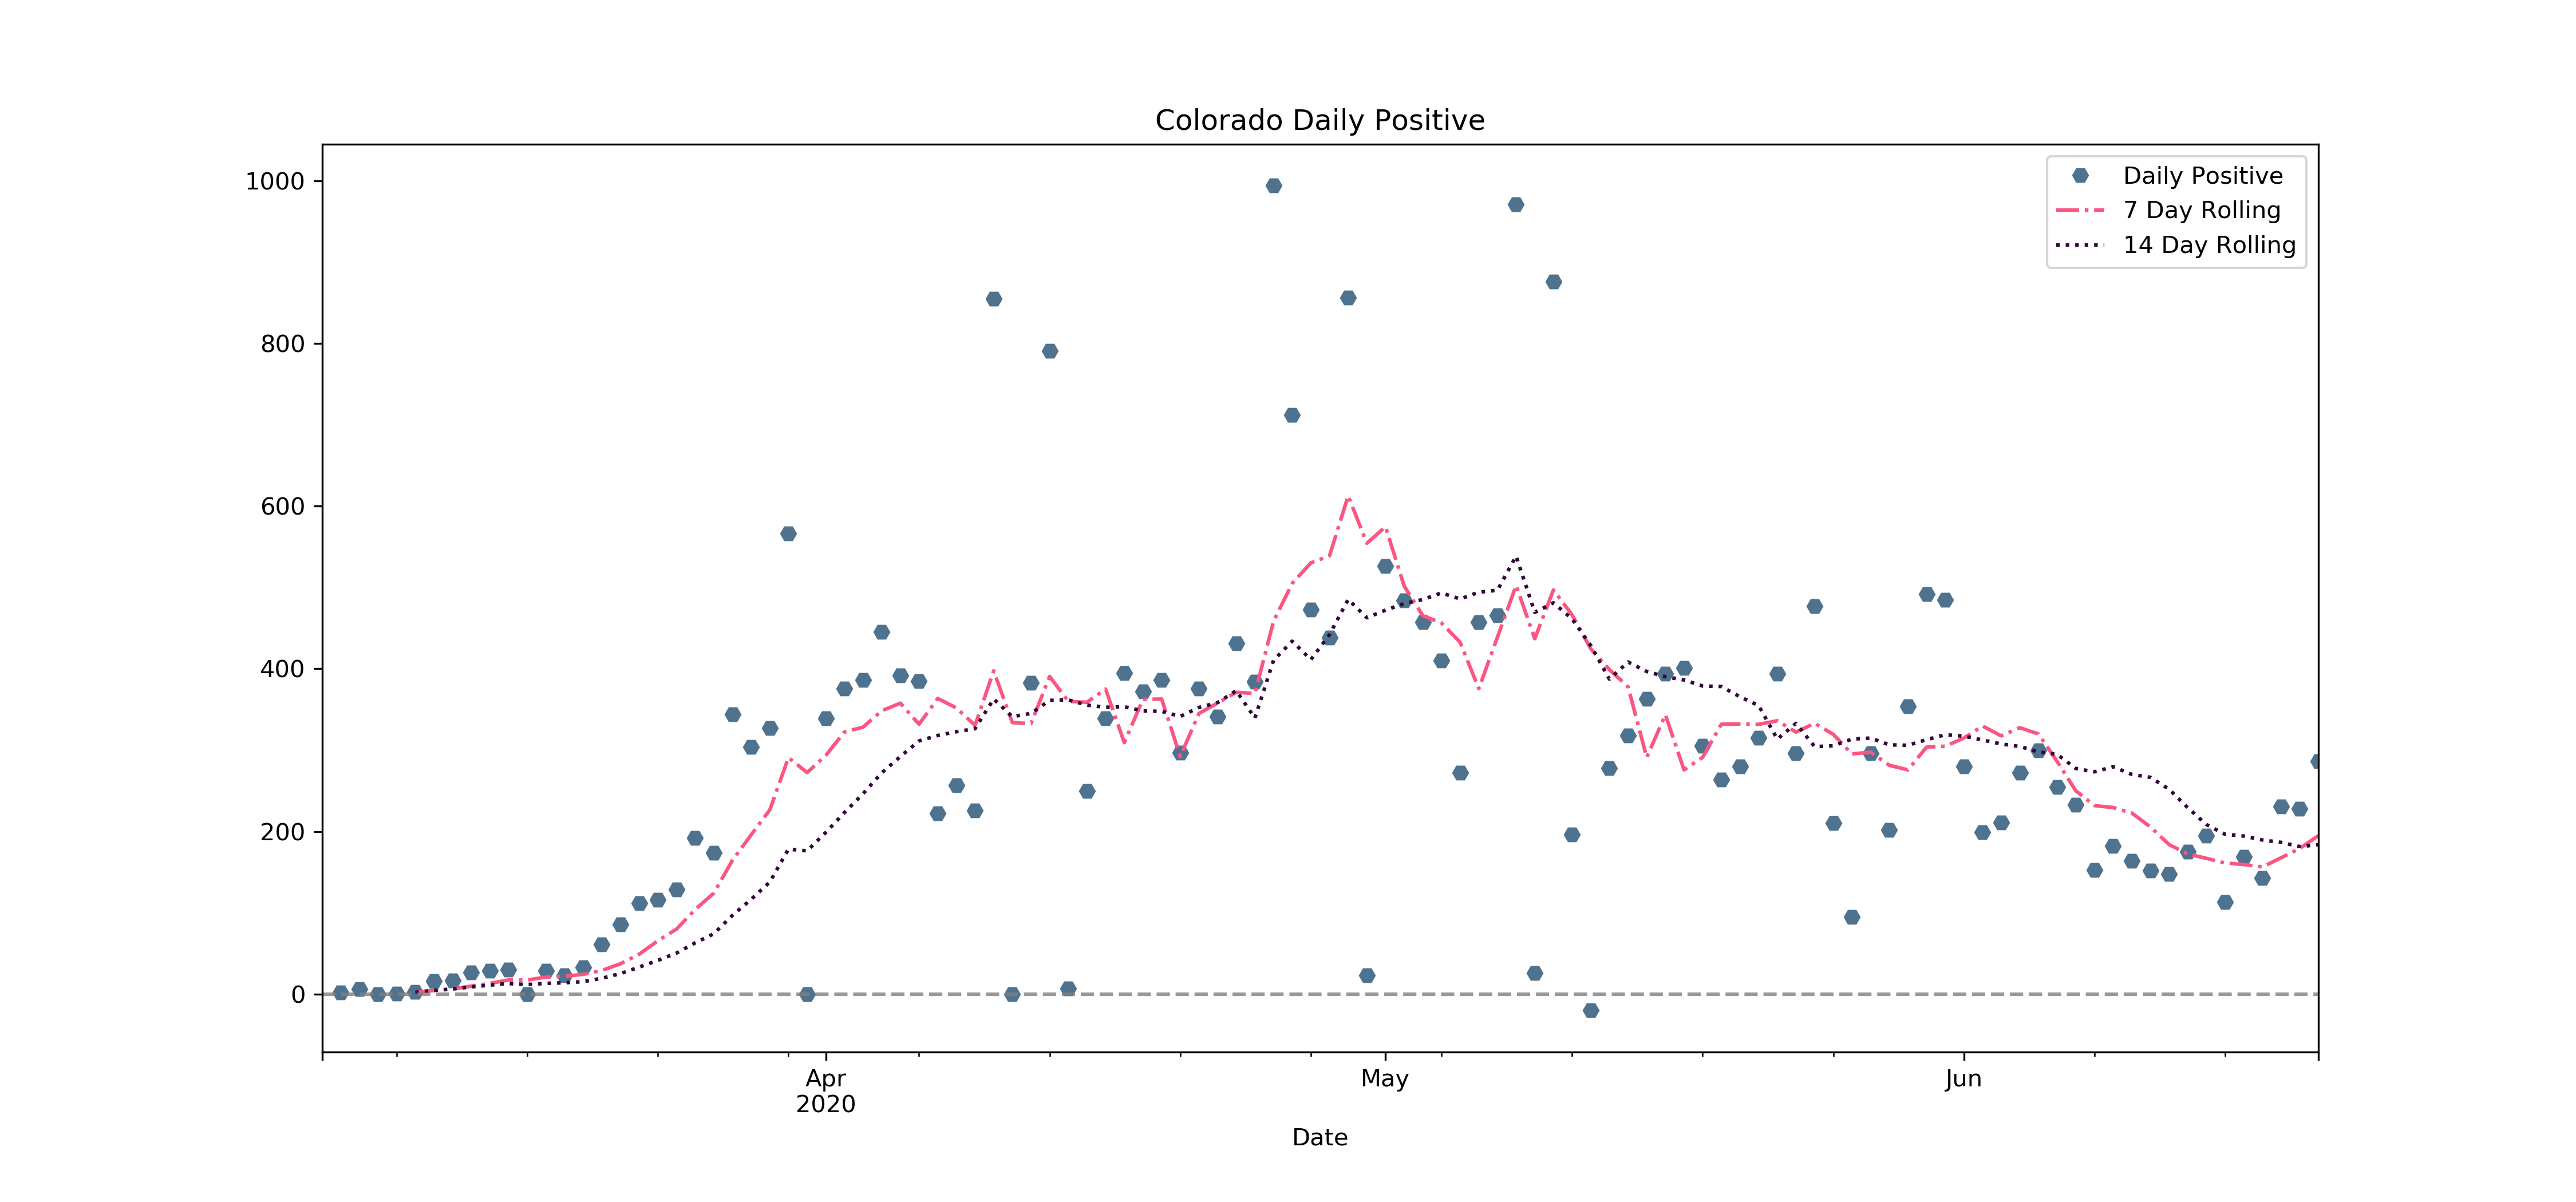 Colorado Daily Positive
1000
800
600
400
200
0
Daily Positive
7 Day Rolling
14 Day Rolling
Apr
2020
May
Jun
Date